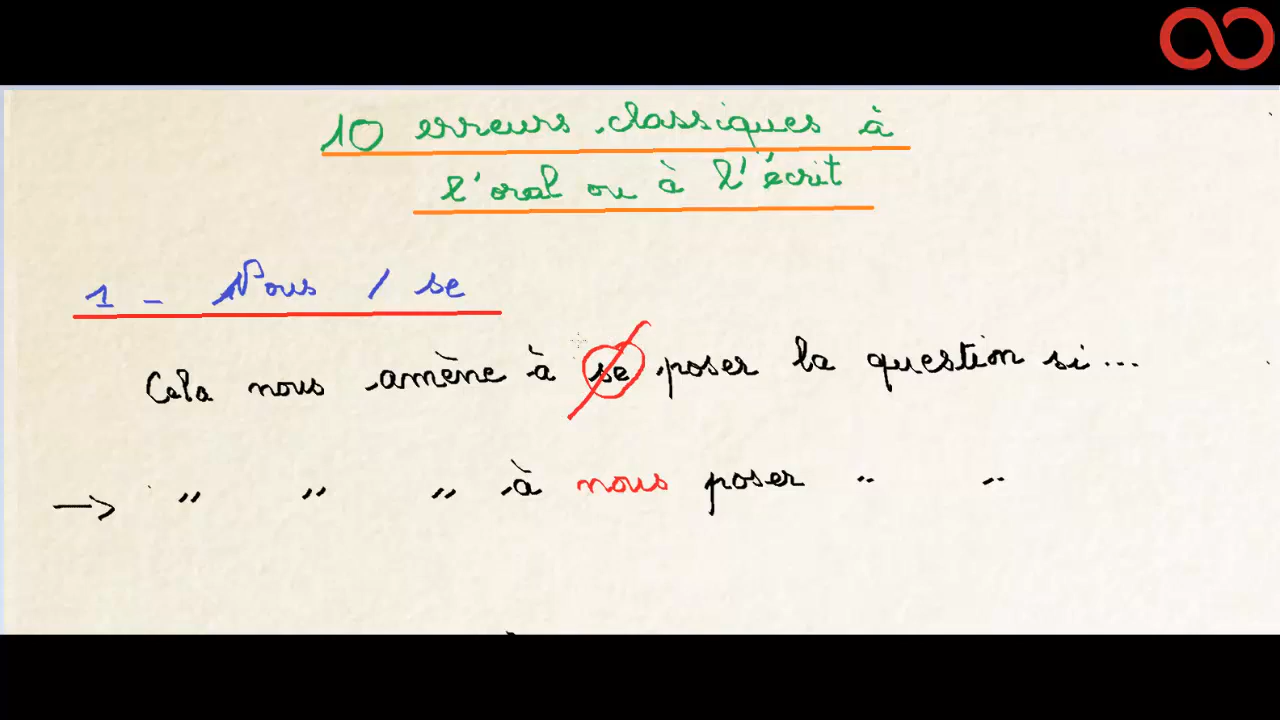 10 erreurs classiques à
l'oral ou à l'écrit
1 - Nous / se
Cela nous amène à se poser la question si...
→ " " " à nous poser " "